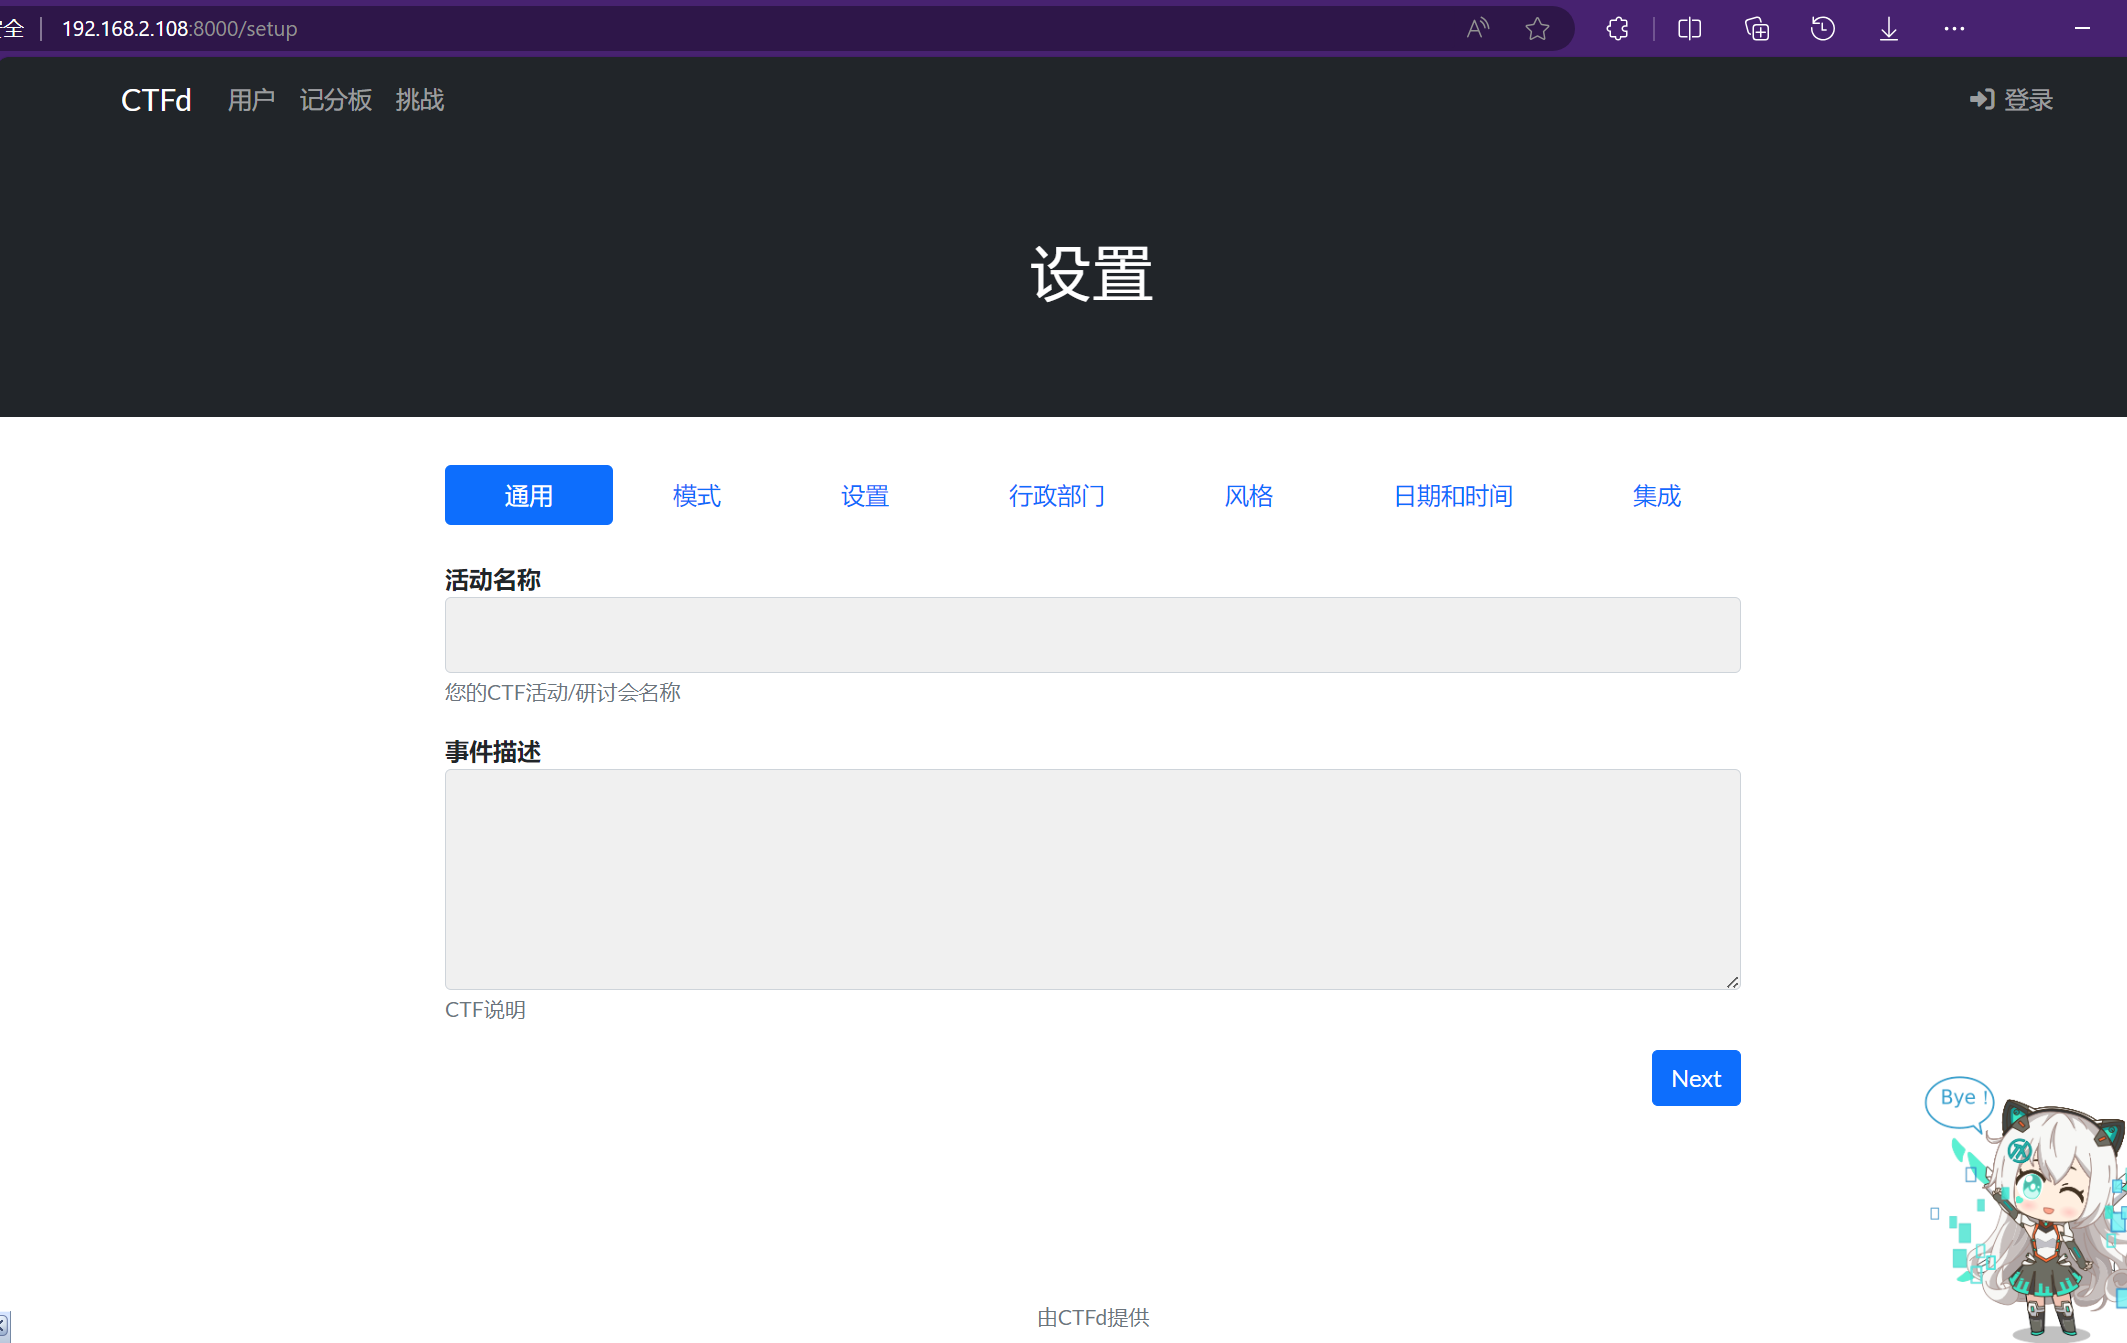 全 192.168.2.108:8000/setup
CTFd 用户 记分板 挑战 登录
设置
通用 模式 设置 行政部门 风格 日期和时间 集成
活动名称
您的CTF活动/研讨会名称
事件描述
CTF说明
Next
Bye !
由CTFd提供